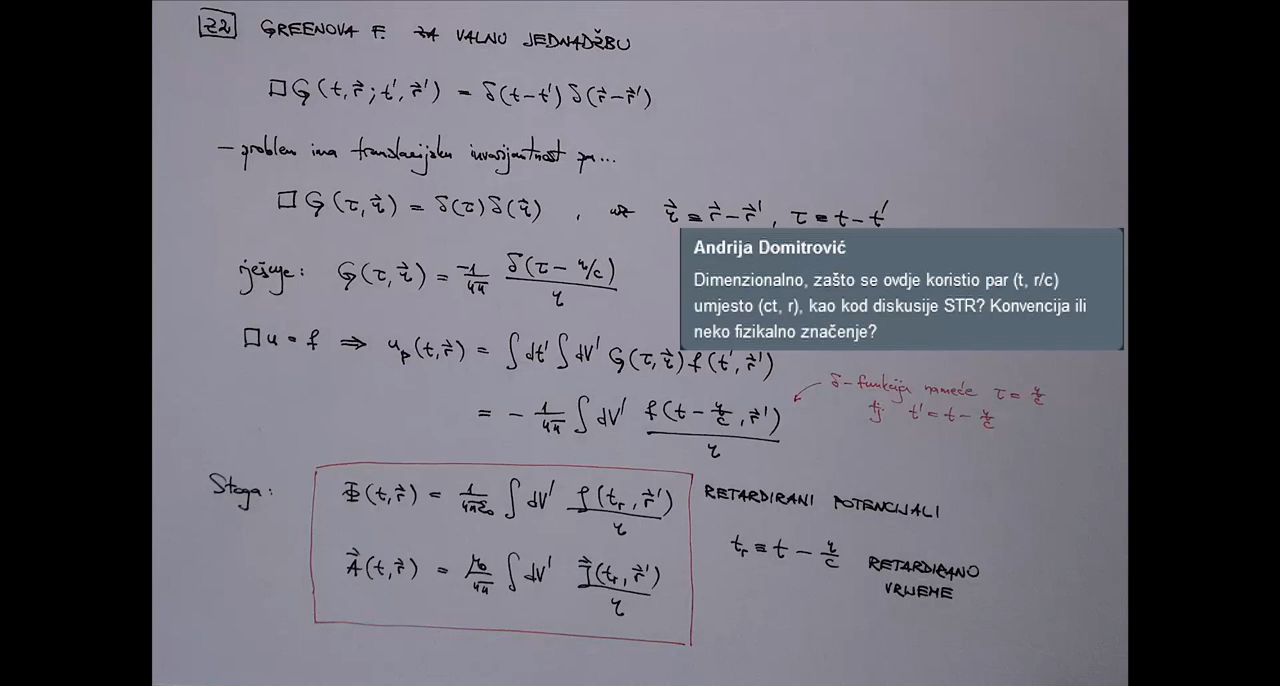 22 GREENOVA F. ZA VALNU JEDNADŽBU
□G(t, r⃗; t', r⃗') = δ(t-t') δ(r⃗-r⃗')
- problem ima translacijsku invarijantnost pa...
□G(τ, 𝓇⃗) = δ(τ)δ(𝓇⃗) , uz 𝓇⃗ ≡ r⃗-r⃗', τ ≡ t-t'
Andrija Domitrović
Dimenzionalno, zašto se ovdje koristio par (t, r/c)
umjesto (ct, r), kao kod diskusije STR? Konvencija ili
neko fizikalno značenje?
rješenje: G(τ, 𝓇⃗) = -1/4π δ(τ - 𝓇/c)/𝓇
□u = f ⇒ u_p(t, r⃗) = ∫dt' ∫dV' G(τ, 𝓇⃗) f(t', r⃗')
δ-funkcija nameće τ = 𝓇/c
tj. t' = t - 𝓇/c
= - 1/4π ∫dV' f(t - 𝓇/c, r⃗')/𝓇
Stoga: Φ(t, r⃗) = 1/4πε₀ ∫dV' ρ(t_r, r⃗')/𝓇 RETARDIRANI POTENCIJALI
A⃗(t, r⃗) = μ₀/4π ∫dV' J⃗(t_r, r⃗')/𝓇 t_r ≡ t - 𝓇/c RETARDIRANO
VRIJEME